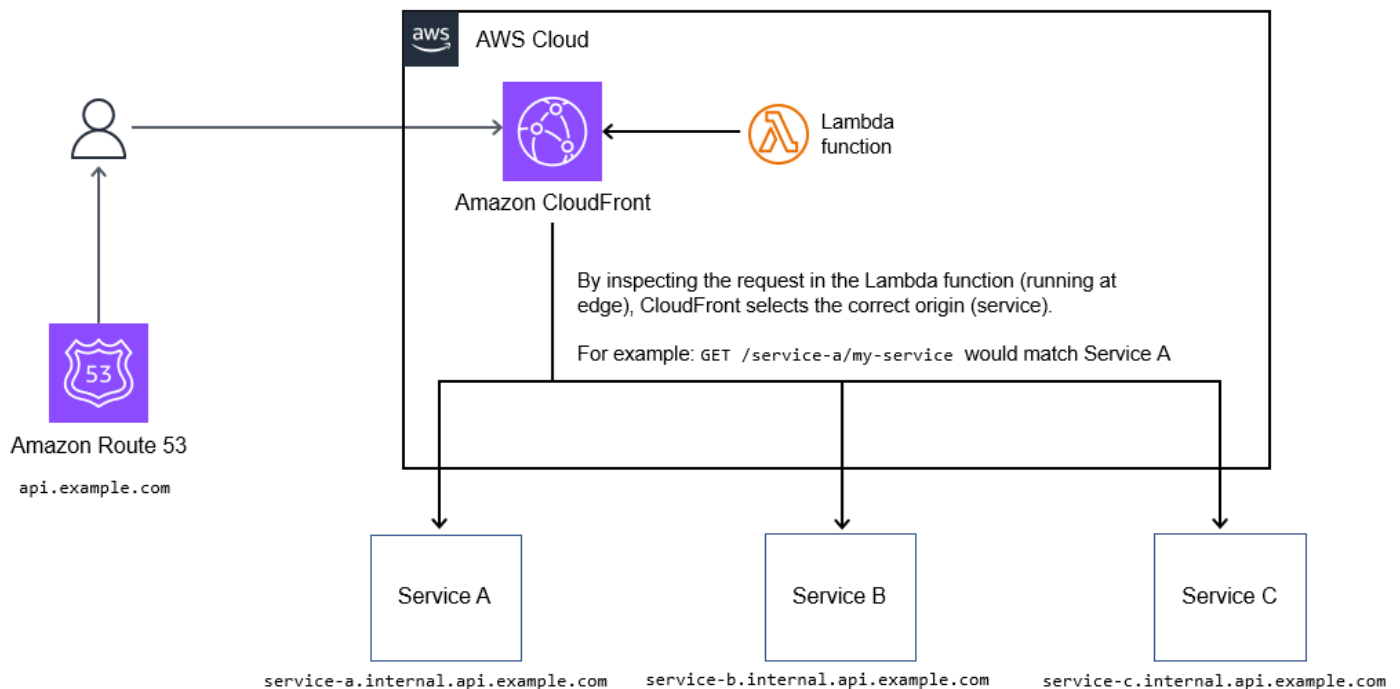 aws
AWS Cloud
Lambda
function
Amazon CloudFront
By inspecting the request in the Lambda function (running at
edge), CloudFront selects the correct origin (service).
For example: GET /service-a/my-service would match Service A
53
Amazon Route 53
api.example.com
Service A
Service B
Service C
service-a.internal.api.example.com
service-b.internal.api.example.com
service-c.internal.api.example.com